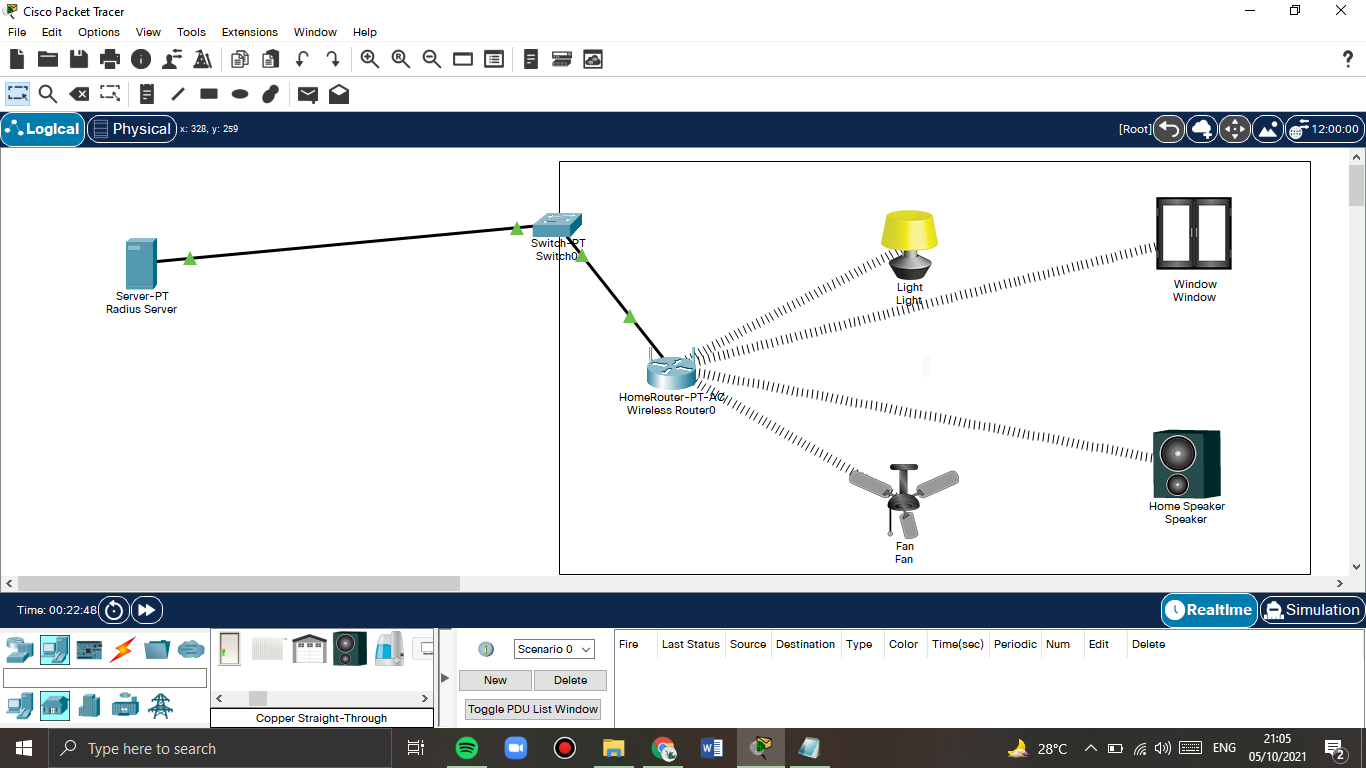 Cisco Packet Tracer
File Edit Options View Tools Extensions Window Help
Logical Physical x: 328, y: 259 [Root] 12:00:00
Switch-PT
Switch0
Server-PT
Radius Server
Light
Light
Window
Window
HomeRouter-PT-AC
Wireless Router0
Home Speaker
Speaker
Fan
Fan
Time: 00:22:48 Realtime Simulation
Scenario 0
New Delete
Toggle PDU List Window
Fire Last Status Source Destination Type Color Time(sec) Periodic Num Edit Delete
Copper Straight-Through
Type here to search
28°C ENG
21:05
05/10/2021
2